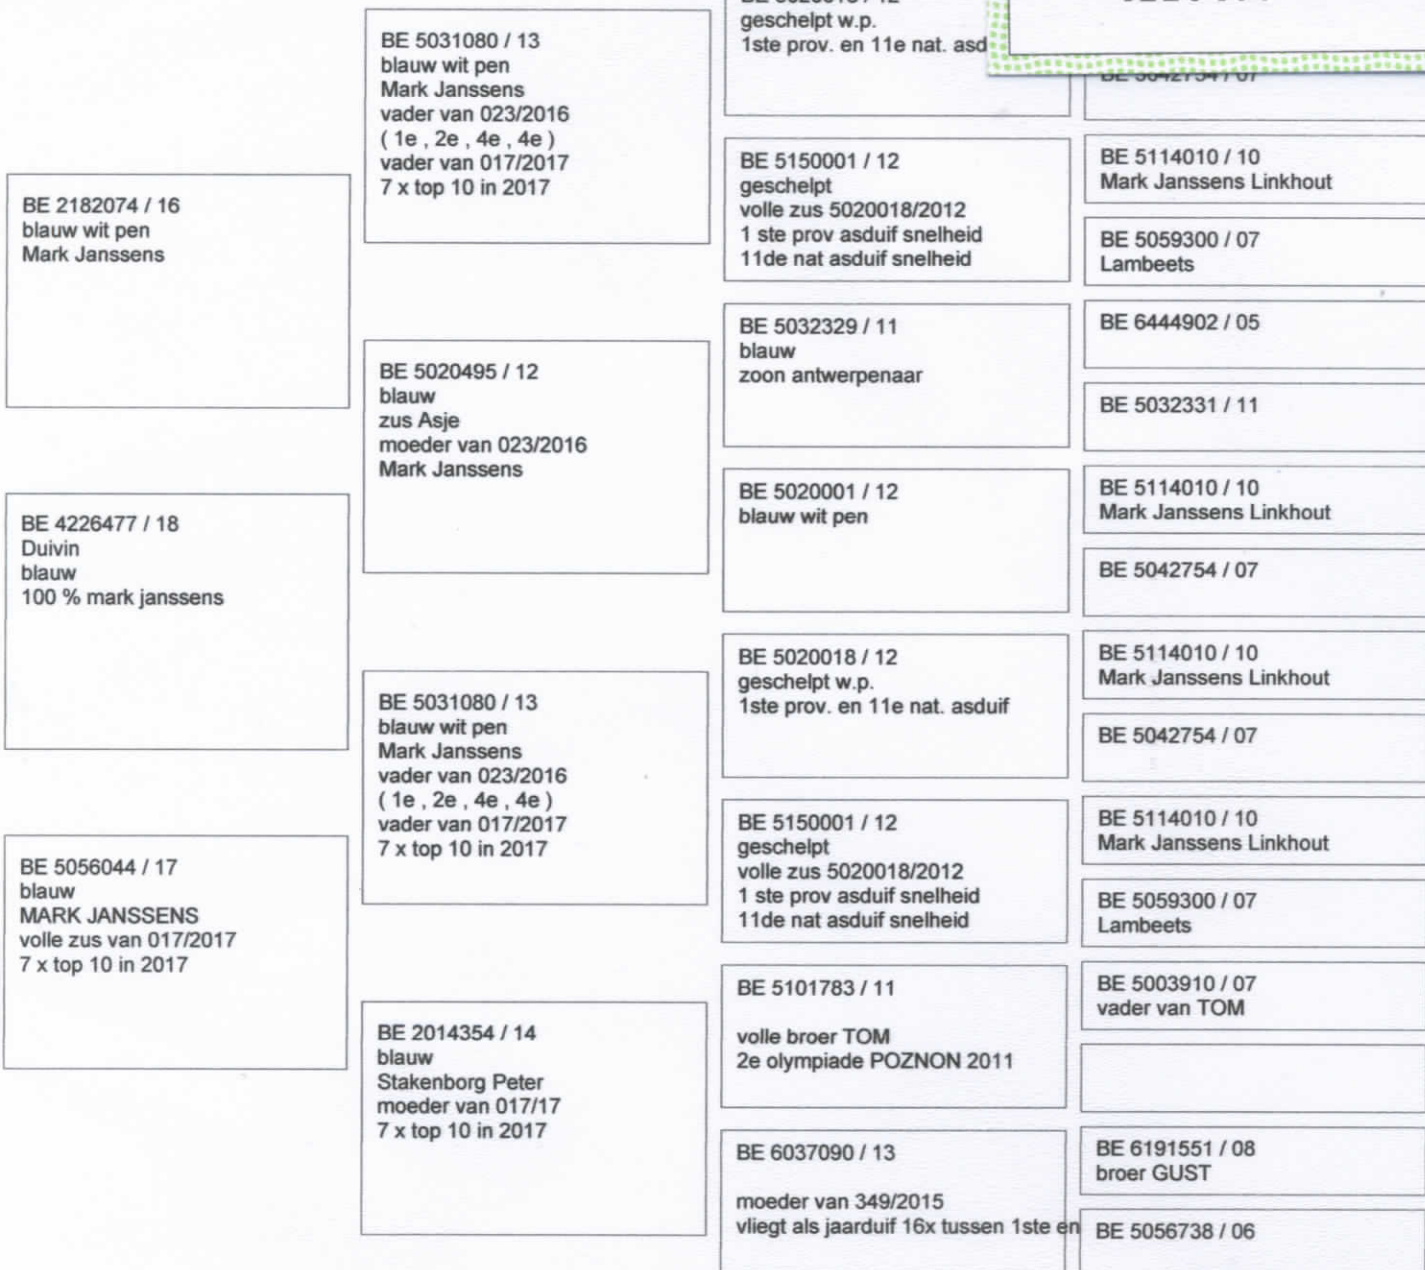 BE 2182074 / 16
blauw wit pen
Mark Janssens
BE 4226477 / 18
Duivin
blauw
100 % mark janssens
BE 5056044 / 17
blauw
MARK JANSSENS
volle zus van 017/2017
7 x top 10 in 2017
BE 5031080 / 13
blauw wit pen
Mark Janssens
vader van 023/2016
( 1e , 2e , 4e , 4e )
vader van 017/2017
7 x top 10 in 2017
BE 5020495 / 12
blauw
zus Asje
moeder van 023/2016
Mark Janssens
BE 5031080 / 13
blauw wit pen
Mark Janssens
vader van 023/2016
( 1e , 2e , 4e , 4e )
vader van 017/2017
7 x top 10 in 2017
BE 2014354 / 14
blauw
Stakenborg Peter
moeder van 017/17
7 x top 10 in 2017
geschelpt w.p.
1ste prov. en 11e nat. asd
BE 5150001 / 12
geschelpt
volle zus 5020018/2012
1 ste prov asduif snelheid
11de nat asduif snelheid
BE 5032329 / 11
blauw
zoon antwerpenaar
BE 5020001 / 12
blauw wit pen
BE 5020018 / 12
geschelpt w.p.
1ste prov. en 11e nat. asduif
BE 5150001 / 12
geschelpt
volle zus 5020018/2012
1 ste prov asduif snelheid
11de nat asduif snelheid
BE 5101783 / 11
volle broer TOM
2e olympiade POZNON 2011
BE 6037090 / 13
moeder van 349/2015
vliegt als jaarduif 16x tussen 1ste en
BE 5042754 / 07
BE 5114010 / 10
Mark Janssens Linkhout
BE 5059300 / 07
Lambeets
BE 6444902 / 05
BE 5032331 / 11
BE 5114010 / 10
Mark Janssens Linkhout
BE 5042754 / 07
BE 5114010 / 10
Mark Janssens Linkhout
BE 5042754 / 07
BE 5114010 / 10
Mark Janssens Linkhout
BE 5059300 / 07
Lambeets
BE 5003910 / 07
vader van TOM
BE 6191551 / 08
broer GUST
BE 5056738 / 06